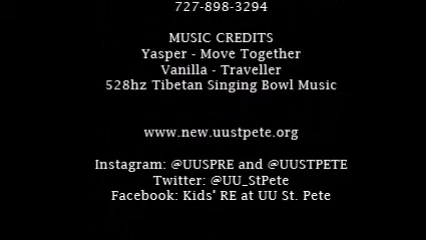 727-898-3294
MUSIC CREDITS
Yasper - Move Together
Vanilla - Traveller
528hz Tibetan Singing Bowl Music
www.new.uustpete.org
Instagram: @UUSPRE and @UUSTPETE
Twitter: @UU_StPete
Facebook: Kids' RE at UU St. Pete